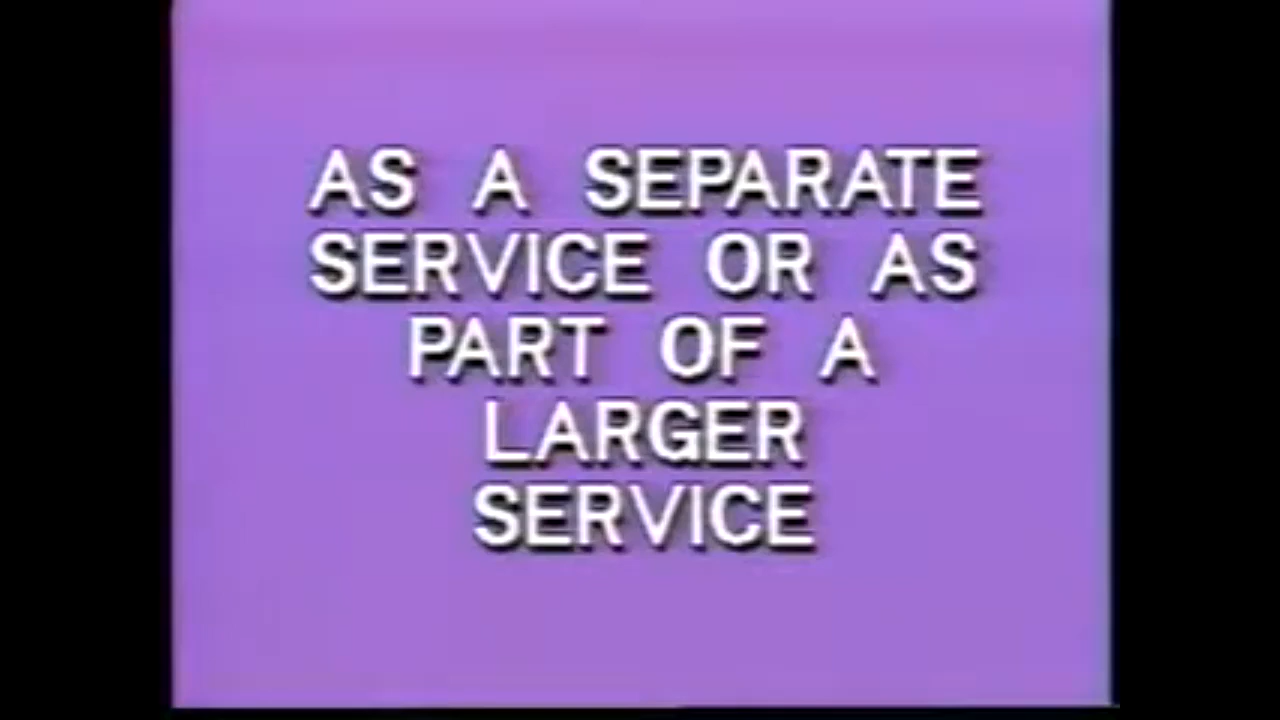 AS A SEPARATE
SERVICE OR AS
PART OF A
LARGER
SERVICE